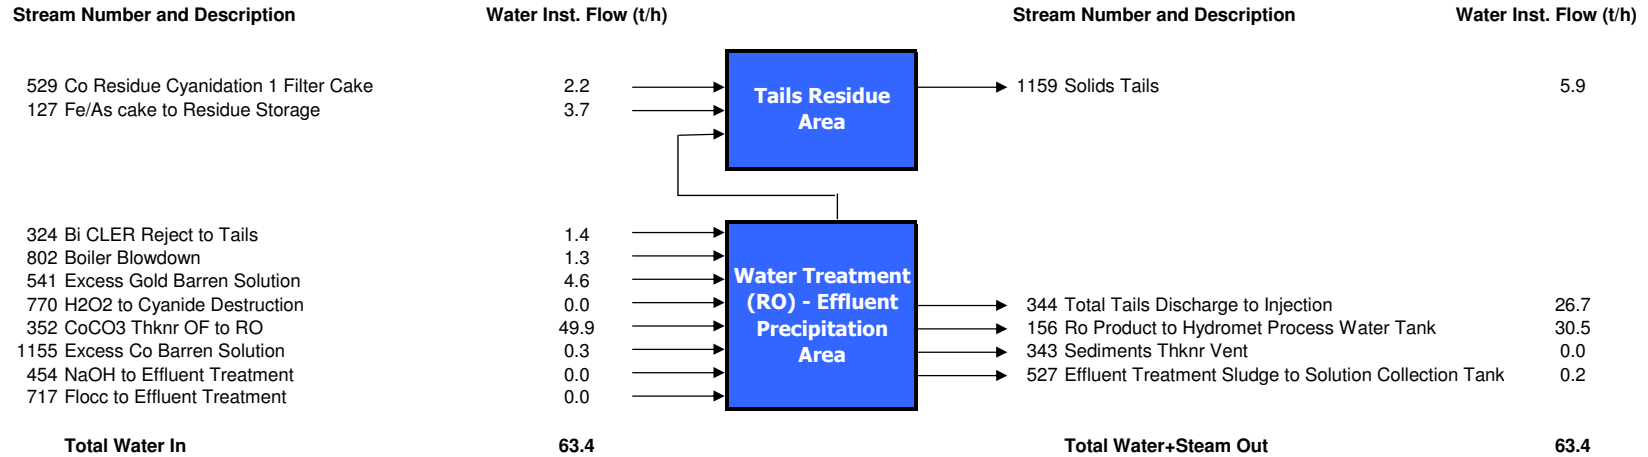 Stream Number and Description Water Inst. Flow (t/h) Stream Number and Description Water Inst. Flow (t/h)
529 Co Residue Cyanidation 1 Filter Cake 2.2
127 Fe/As cake to Residue Storage 3.7
Tails Residue
Area
1159 Solids Tails 5.9
324 Bi CLER Reject to Tails 1.4
802 Boiler Blowdown 1.3
541 Excess Gold Barren Solution 4.6
770 H2O2 to Cyanide Destruction 0.0
352 CoCO3 Thknr OF to RO 49.9
1155 Excess Co Barren Solution 0.3
454 NaOH to Effluent Treatment 0.0
717 Flocc to Effluent Treatment 0.0
Water Treatment
(RO) - Effluent
Precipitation
Area
344 Total Tails Discharge to Injection 26.7
156 Ro Product to Hydromet Process Water Tank 30.5
343 Sediments Thknr Vent 0.0
527 Effluent Treatment Sludge to Solution Collection Tank 0.2
Total Water In 63.4 Total Water+Steam Out 63.4